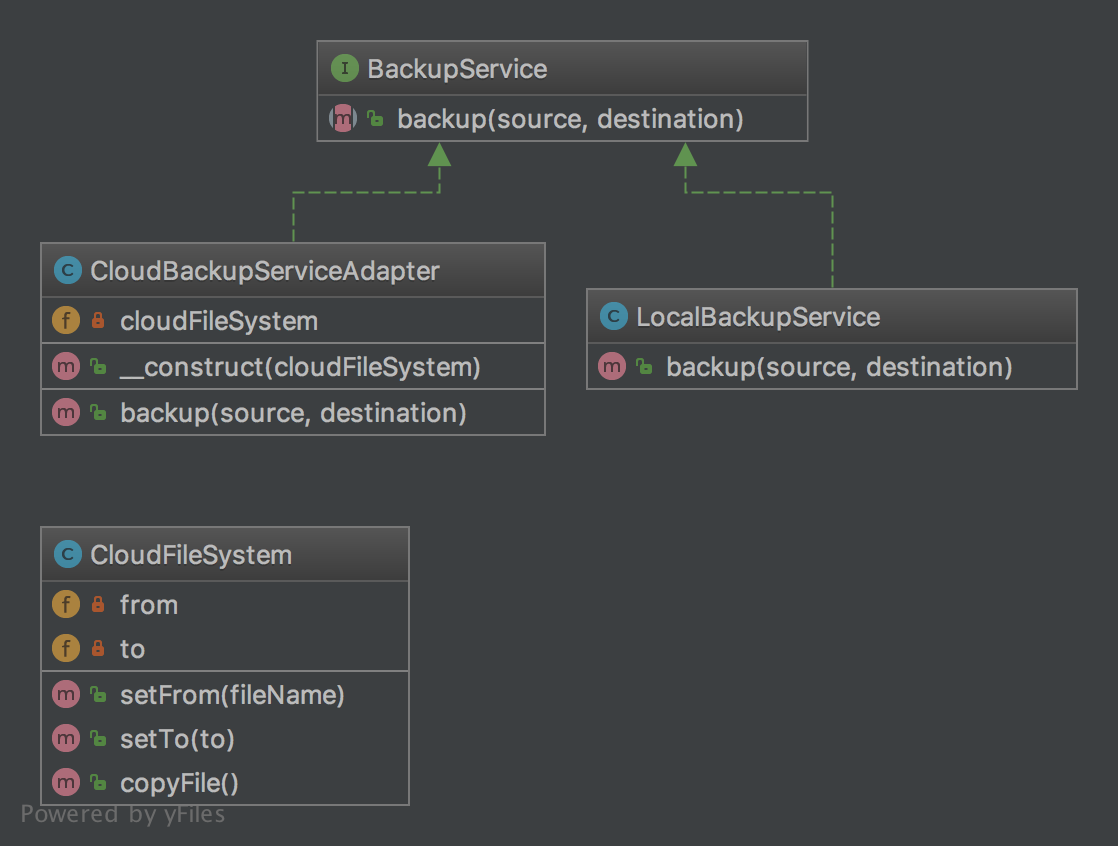 BackupService
backup(source, destination)
CloudBackupServiceAdapter
cloudFileSystem
__construct(cloudFileSystem)
backup(source, destination)
LocalBackupService
backup(source, destination)
CloudFileSystem
from
to
setFrom(fileName)
setTo(to)
copyFile()
Powered by yFiles